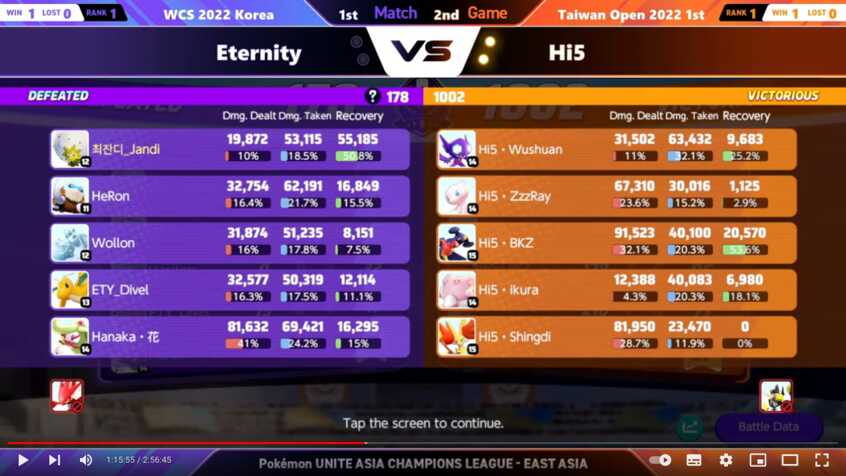 WIN 1 LOST 0 RANK 1 WCS 2022 Korea 1st Match 2nd Game Taiwan Open 2022 1st RANK 1 WIN 1 LOST 0
Eternity VS Hi5
DEFEATED ? 178 1002 VICTORIOUS
Dmg. Dealt Dmg. Taken Recovery Dmg. Dealt Dmg. Taken Recovery
최잔디_Jandi 19,872 53,115 55,185 Hi5・Wushuan 31,502 63,432 9,683
12 10% 18.5% 50.8% 14 11% 32.1% 25.2%
HeRon 32,754 62,191 16,849 Hi5・ZzzRay 67,310 30,016 1,125
11 16.4% 21.7% 15.5% 14 23.6% 15.2% 2.9%
Wollon 31,874 51,235 8,151 Hi5・BKZ 91,523 40,100 20,570
12 16% 17.8% 7.5% 15 32.1% 20.3% 53.6%
ETY_Divel 32,577 50,319 12,114 Hi5・ikura 12,388 40,083 6,980
13 16.3% 17.5% 11.1% 14 4.3% 20.3% 18.1%
Hanaka・花 81,632 69,421 16,295 Hi5・Shingdi 81,950 23,470 0
14 41% 24.2% 15% 15 28.7% 11.9% 0%
Tap the screen to continue.
Battle Data
1:15:55 / 2:56:45
Pokémon UNITE ASIA CHAMPIONS LEAGUE - EAST ASIA